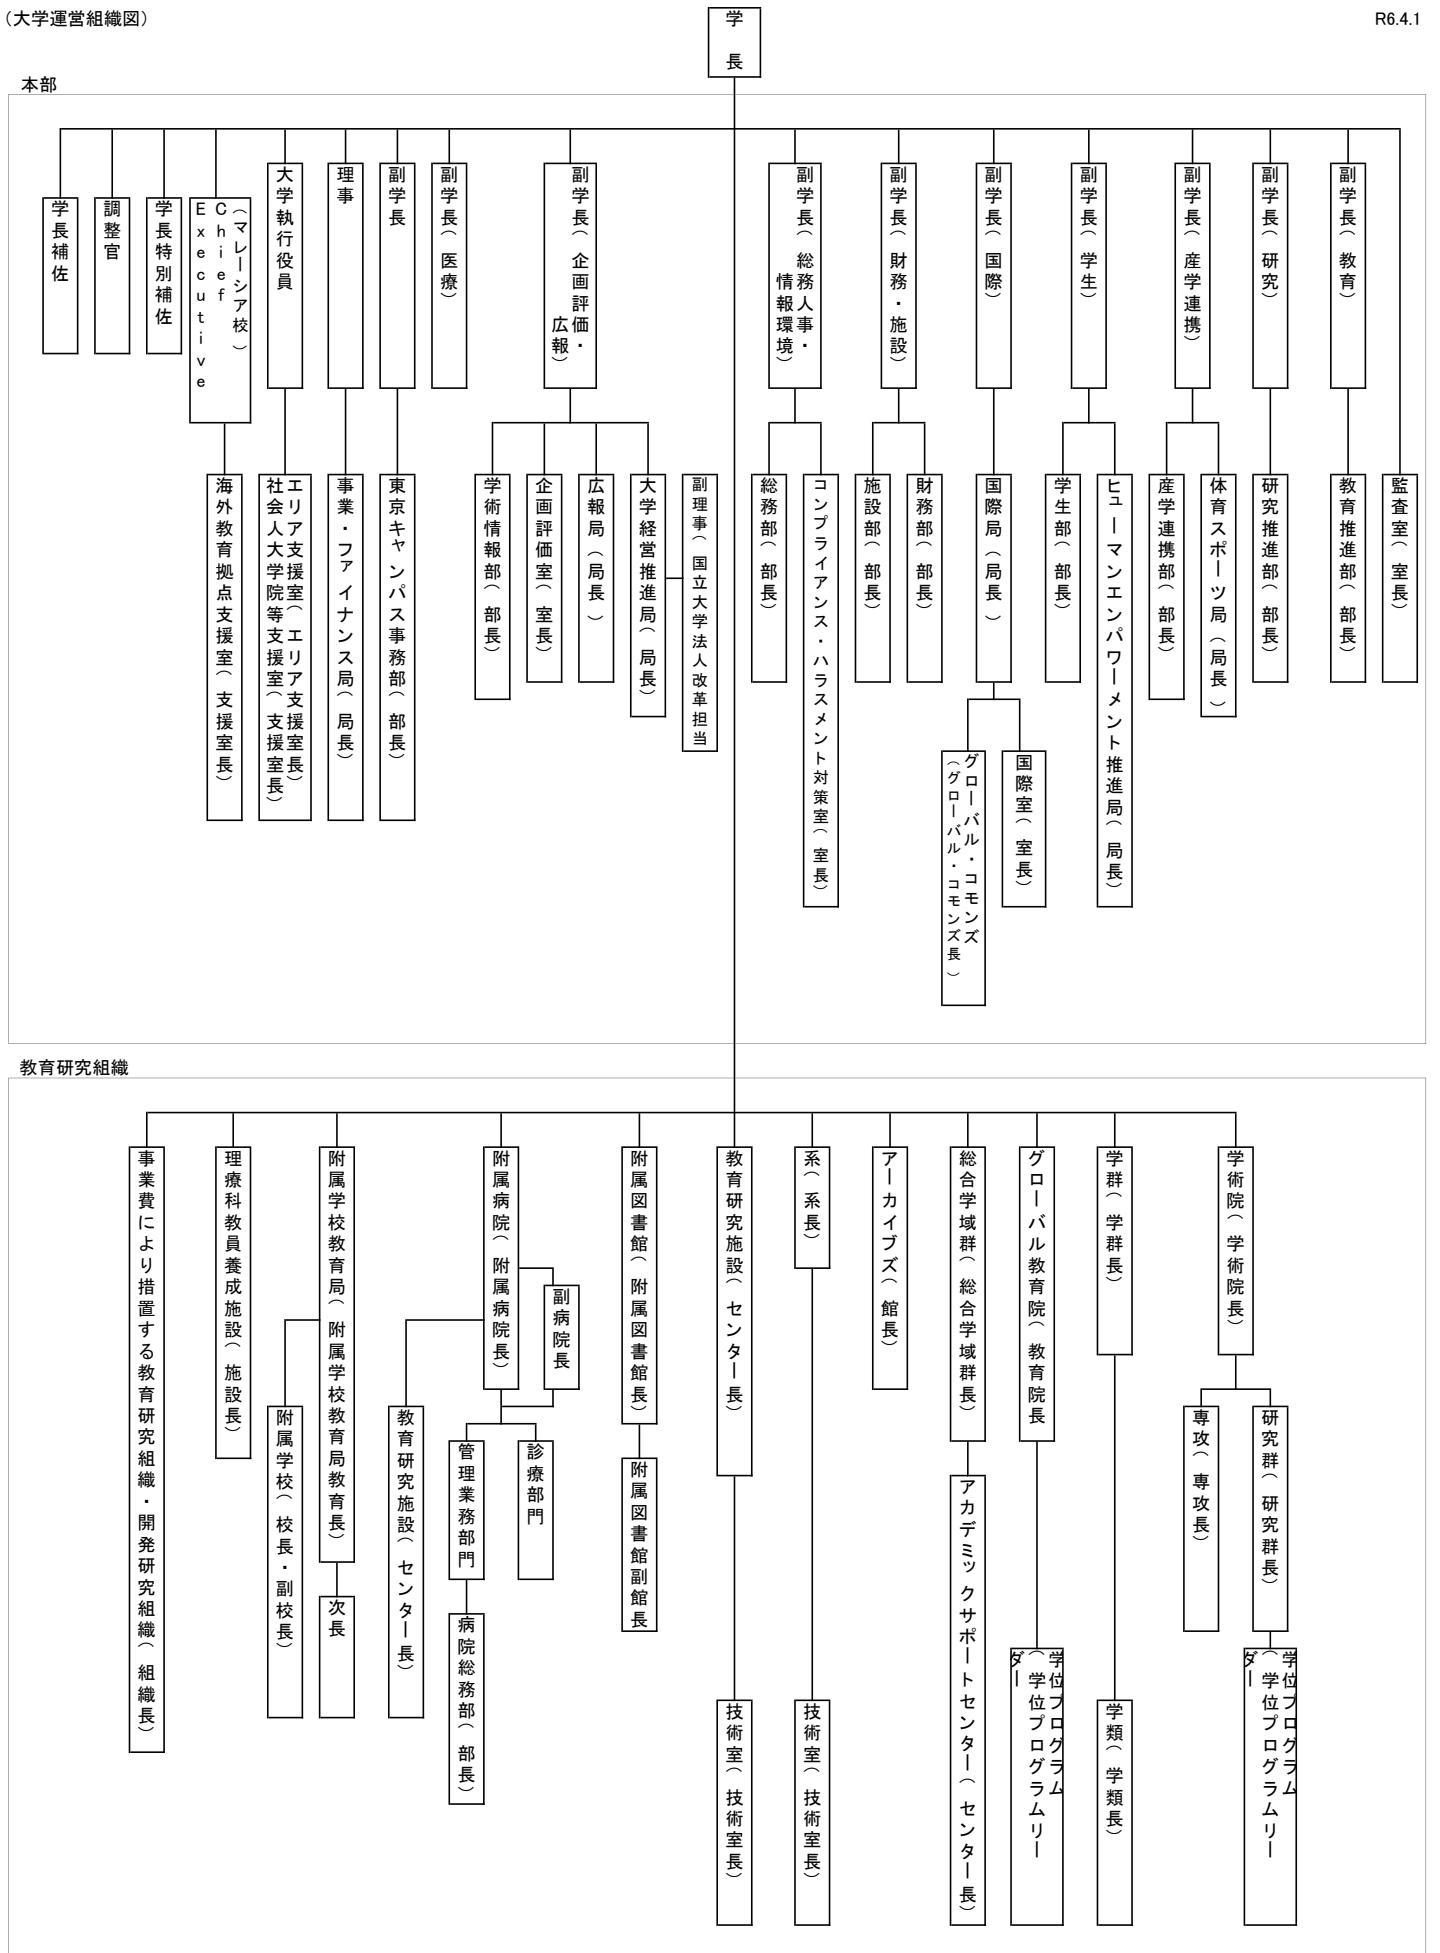 （大学運営組織図）
R6.4.1
学長
本部
学長補佐
調整官
学長特別補佐
（マレーシア校）
Chief
Executive
大学執行役員
理事
副学長
副学長（医療）
副学長（企画評価・
広報）
副学長（総務人事・
情報環境）
副学長（財務・施設）
副学長（国際）
副学長（学生）
副学長（産学連携）
副学長（研究）
副学長（教育）
海外教育拠点支援室（支援室長）
エリア支援室（エリア支援室長）
社会人大学院等支援室（支援室長）
事業・ファイナンス局（局長）
東京キャンパス事務部（部長）
学術情報部（部長）
企画評価室（室長）
広報局（局長）
大学経営推進局（局長）
副理事（国立大学法人改革担当
総務部（部長）
コンプライアンス・ハラスメント対策室（室長）
施設部（部長）
財務部（部長）
国際局（局長）
学生部（部長）
ヒューマンエンパワーメント推進局（局長）
産学連携部（部長）
体育スポーツ局（局長）
研究推進部（部長）
教育推進部（部長）
監査室（室長）
グローバル・コモンズ
（グローバル・コモンズ長）
国際室（室長）
教育研究組織
事業費により措置する教育研究組織・開発研究組織（組織長）
理療科教員養成施設（施設長）
附属学校教育局（附属学校教育局教育長）
附属病院（附属病院長）
附属図書館（附属図書館長）
教育研究施設（センター長）
系（系長）
アーカイブズ（館長）
総合学域群（総合学域群長）
グローバル教育院（教育院長
学群（学群長）
学術院（学術院長）
副病院長
附属学校（校長・副校長）
次長
教育研究施設（センター長）
管理業務部門
診療部門
病院総務部（部長）
附属図書館副館長
技術室（技術室長）
技術室（技術室長）
アカデミックサポートセンター（センター長）
学位プログラム
（学位プログラムリー
ダー
学類（学類長）
専攻（専攻長）
研究群（研究群長）
学位プログラム
（学位プログラムリー
ダー